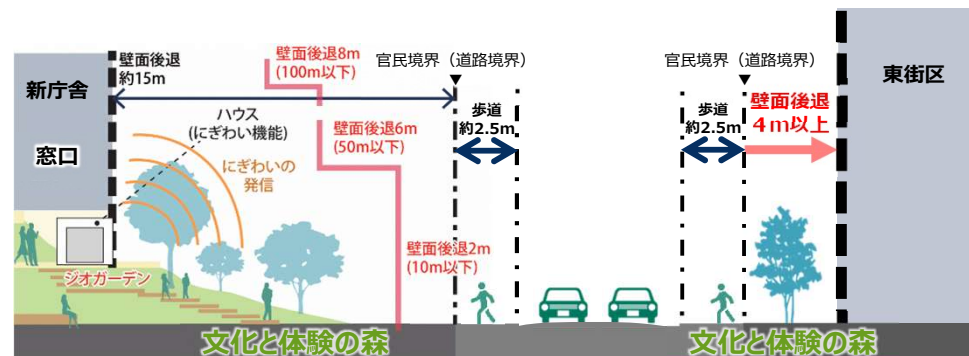 新庁舎
窓口
壁面後退
約15m
ハウス
(にぎわい機能)
にぎわいの
発信
ジオガーデン
壁面後退8m
(100m以下)
壁面後退6m
(50m以下)
壁面後退2m
(10m以下)
官民境界（道路境界）
歩道
約2.5m
官民境界（道路境界）
歩道
約2.5m
壁面後退
４ｍ以上
東街区
文化と体験の森
文化と体験の森